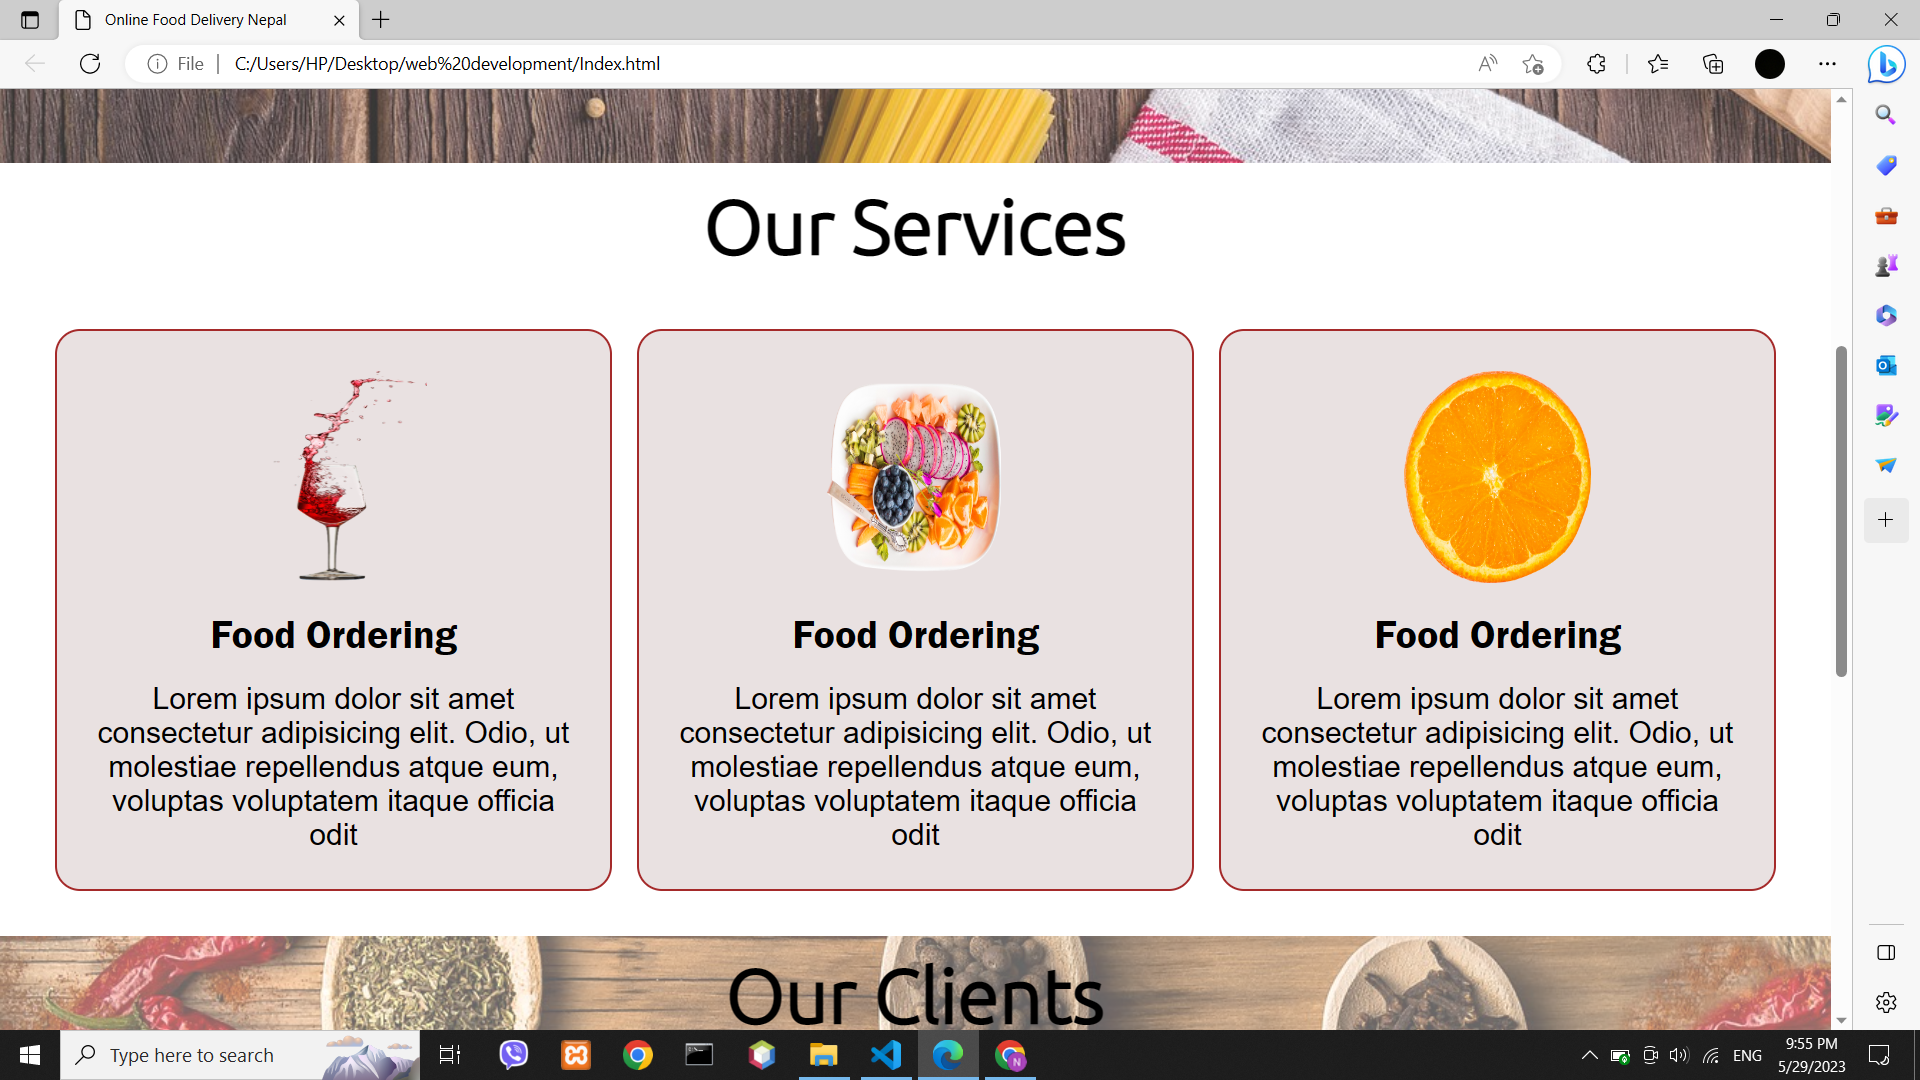 Online Food Delivery Nepal
File
C:/Users/HP/Desktop/web%20development/Index.html
Our Services
Food Ordering
Lorem ipsum dolor sit amet
consectetur adipisicing elit. Odio, ut
molestiae repellendus atque eum,
voluptas voluptatem itaque officia
odit
Food Ordering
Lorem ipsum dolor sit amet
consectetur adipisicing elit. Odio, ut
molestiae repellendus atque eum,
voluptas voluptatem itaque officia
odit
Food Ordering
Lorem ipsum dolor sit amet
consectetur adipisicing elit. Odio, ut
molestiae repellendus atque eum,
voluptas voluptatem itaque officia
odit
Our Clients
Type here to search
N
ENG
9:55 PM
5/29/2023